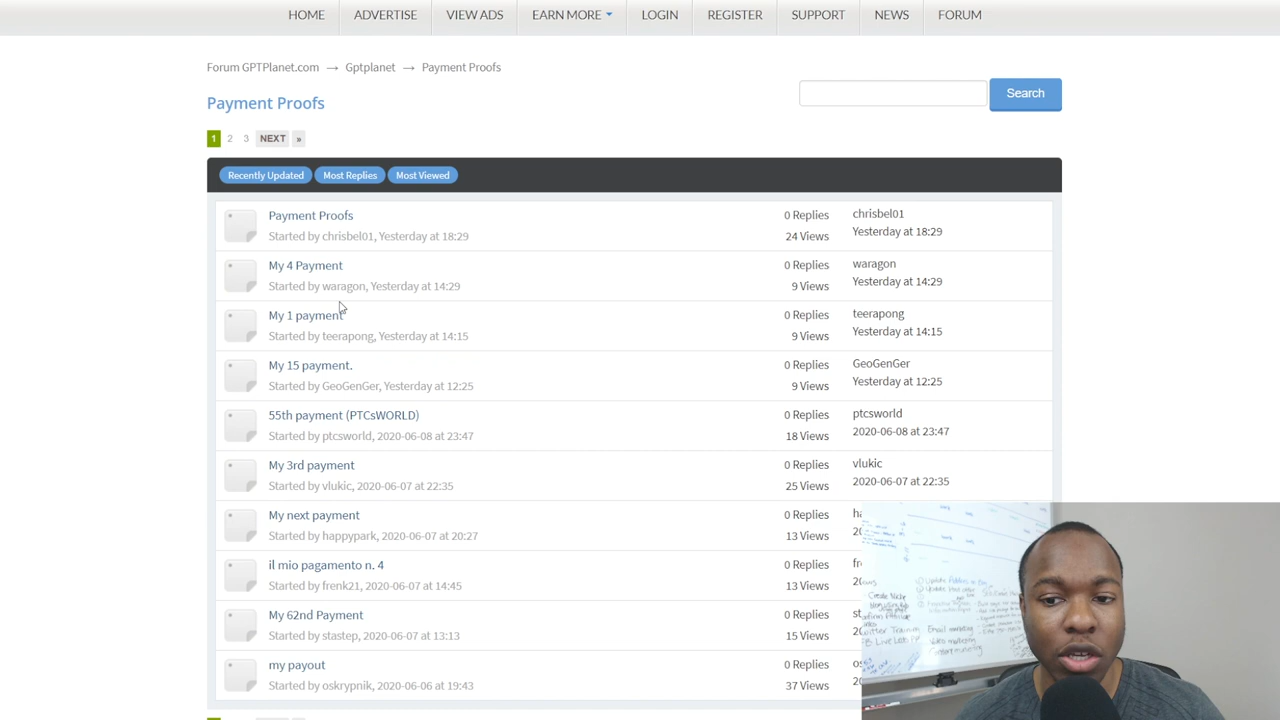 HOME ADVERTISE VIEW ADS EARN MORE LOGIN REGISTER SUPPORT NEWS FORUM
Forum GPTPlanet.com → Gptplanet → Payment Proofs
Payment Proofs
Search
1 2 3 NEXT »
Recently Updated Most Replies Most Viewed
Payment Proofs 0 Replies chrisbel01
Started by chrisbel01, Yesterday at 18:29 24 Views Yesterday at 18:29
My 4 Payment 0 Replies waragon
Started by waragon, Yesterday at 14:29 9 Views Yesterday at 14:29
My 1 payment 0 Replies teerapong
Started by teerapong, Yesterday at 14:15 9 Views Yesterday at 14:15
My 15 payment. 0 Replies GeoGenGer
Started by GeoGenGer, Yesterday at 12:25 9 Views Yesterday at 12:25
55th payment (PTCsWORLD) 0 Replies ptcsworld
Started by ptcsworld, 2020-06-08 at 23:47 18 Views 2020-06-08 at 23:47
My 3rd payment 0 Replies vlukic
Started by vlukic, 2020-06-07 at 22:35 25 Views 2020-06-07 at 22:35
My next payment 0 Replies
Started by happypark, 2020-06-07 at 20:27 13 Views
il mio pagamento n. 4 0 Replies
Started by frenk21, 2020-06-07 at 14:45 13 Views
My 62nd Payment 0 Replies
Started by stastep, 2020-06-07 at 13:13 15 Views
my payout 0 Replies
Started by oskrypnik, 2020-06-06 at 19:43 37 Views
Create Niche
Email marketing
Video marketing
Content marketing